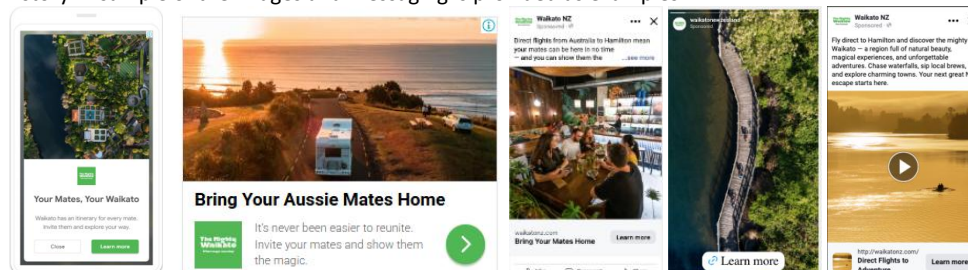 Your Mates, Your Waikato
Waikato has an itinerary for every mate.
Invite them and explore your way.
Close
Learn more
Bring Your Aussie Mates Home
The Mighty
Waikato
It's never been easier to reunite.
Invite your mates and show them
the magic.
Waikato NZ
Sponsored
Direct flights from Australia to Hamilton mean
your mates can be here in no time
— and you can show them the ...see more
waikatonz.com
Bring Your Mates Home
Learn more
Sponsored
Learn more
Waikato NZ
Sponsored
Fly direct to Hamilton and discover the mighty
Waikato – a region full of natural beauty,
magical experiences, and unforgettable
adventures. Chase waterfalls, sip local brews,
and explore charming towns. Your next great
escape starts here.
http://waikatonz.com/
Direct Flights to
Learn more